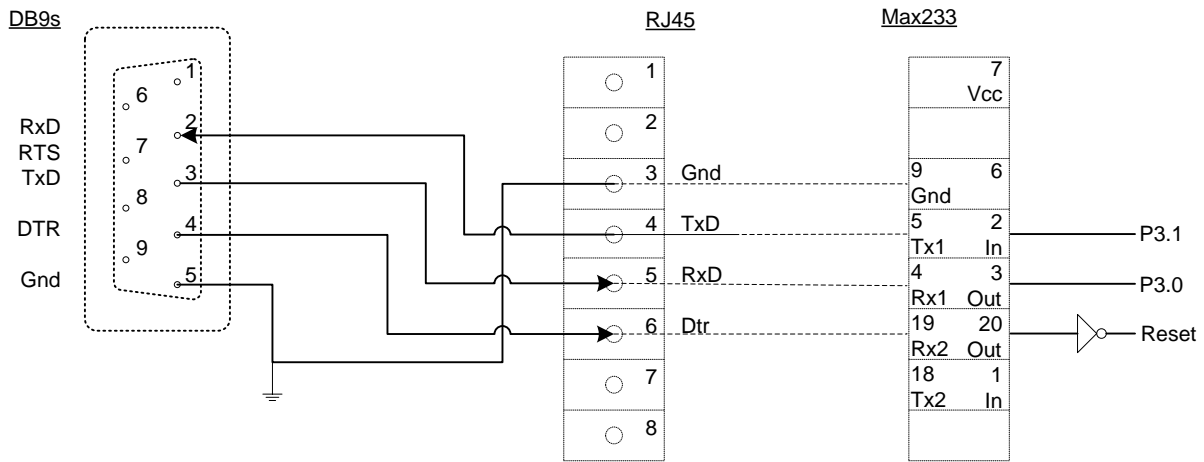 DB9s
RJ45
Max233
1
6
2
7
3
8
4
9
5
RxD
RTS
TxD
DTR
Gnd
1
2
3 Gnd
4 TxD
5 RxD
6 Dtr
7
8
7
Vcc
9 6
Gnd
5 2
Tx1 In
P3.1
4 3
Rx1 Out
P3.0
19 20
Rx2 Out
Reset
18 1
Tx2 In